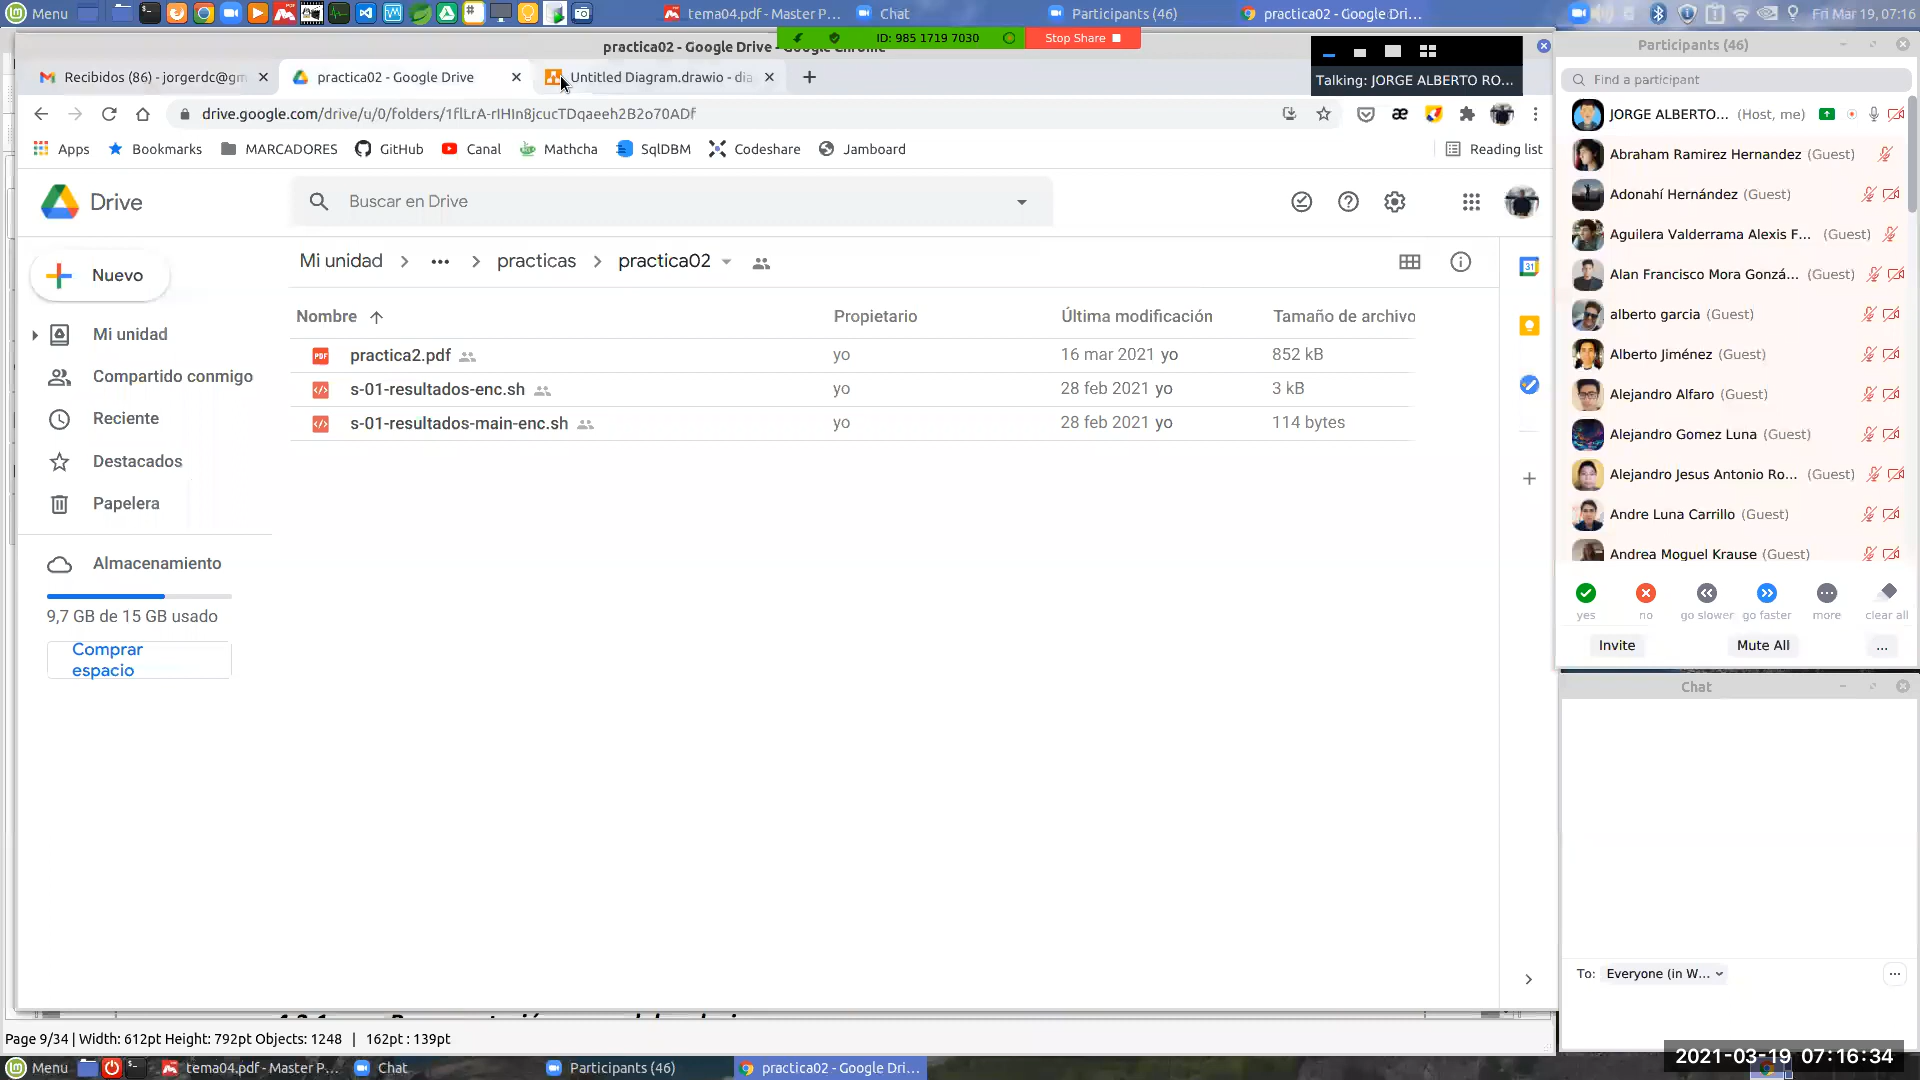 Menu
tema04.pdf - Master P...
Chat
Participants (46)
practica02 - Google Dri...
Fri Mar 19, 07:16
practica02 - Google Drive - Google Chrome
ID: 985 1719 7030
Stop Share
Recibidos (86) - jorgerdc@gm
practica02 - Google Drive
Untitled Diagram.drawio - dia
Talking: JORGE ALBERTO RO...
drive.google.com/drive/u/0/folders/1flLrA-rIHIn8jcucTDqaeeh2B2o70ADf
Apps
Bookmarks
MARCADORES
GitHub
Canal
Mathcha
SqlDBM
Codeshare
Jamboard
Reading list
Drive
Buscar en Drive
Nuevo
Mi unidad
Compartido conmigo
Reciente
Destacados
Papelera
Almacenamiento
9,7 GB de 15 GB usado
Comprar
espacio
Mi unidad > ... > practicas > practica02
Nombre Propietario Última modificación Tamaño de archivo
practica2.pdf yo 16 mar 2021 yo 852 kB
s-01-resultados-enc.sh yo 28 feb 2021 yo 3 kB
s-01-resultados-main-enc.sh yo 28 feb 2021 yo 114 bytes
31
Participants (46)
Find a participant
JORGE ALBERTO... (Host, me)
Abraham Ramirez Hernandez (Guest)
Adonahí Hernández (Guest)
Aguilera Valderrama Alexis F... (Guest)
Alan Francisco Mora Gonzá... (Guest)
alberto garcia (Guest)
Alberto Jiménez (Guest)
Alejandro Alfaro (Guest)
Alejandro Gomez Luna (Guest)
Alejandro Jesus Antonio Ro... (Guest)
Andre Luna Carrillo (Guest)
Andrea Moguel Krause (Guest)
yes
no
go slower
go faster
more
clear all
Invite
Mute All
...
Chat
To: Everyone (in W...
Page 9/34 | Width: 612pt Height: 792pt Objects: 1248 | 162pt : 139pt
Menu
tema04.pdf - Master P...
Chat
Participants (46)
practica02 - Google Dri...
2021-03-19 07:16:34